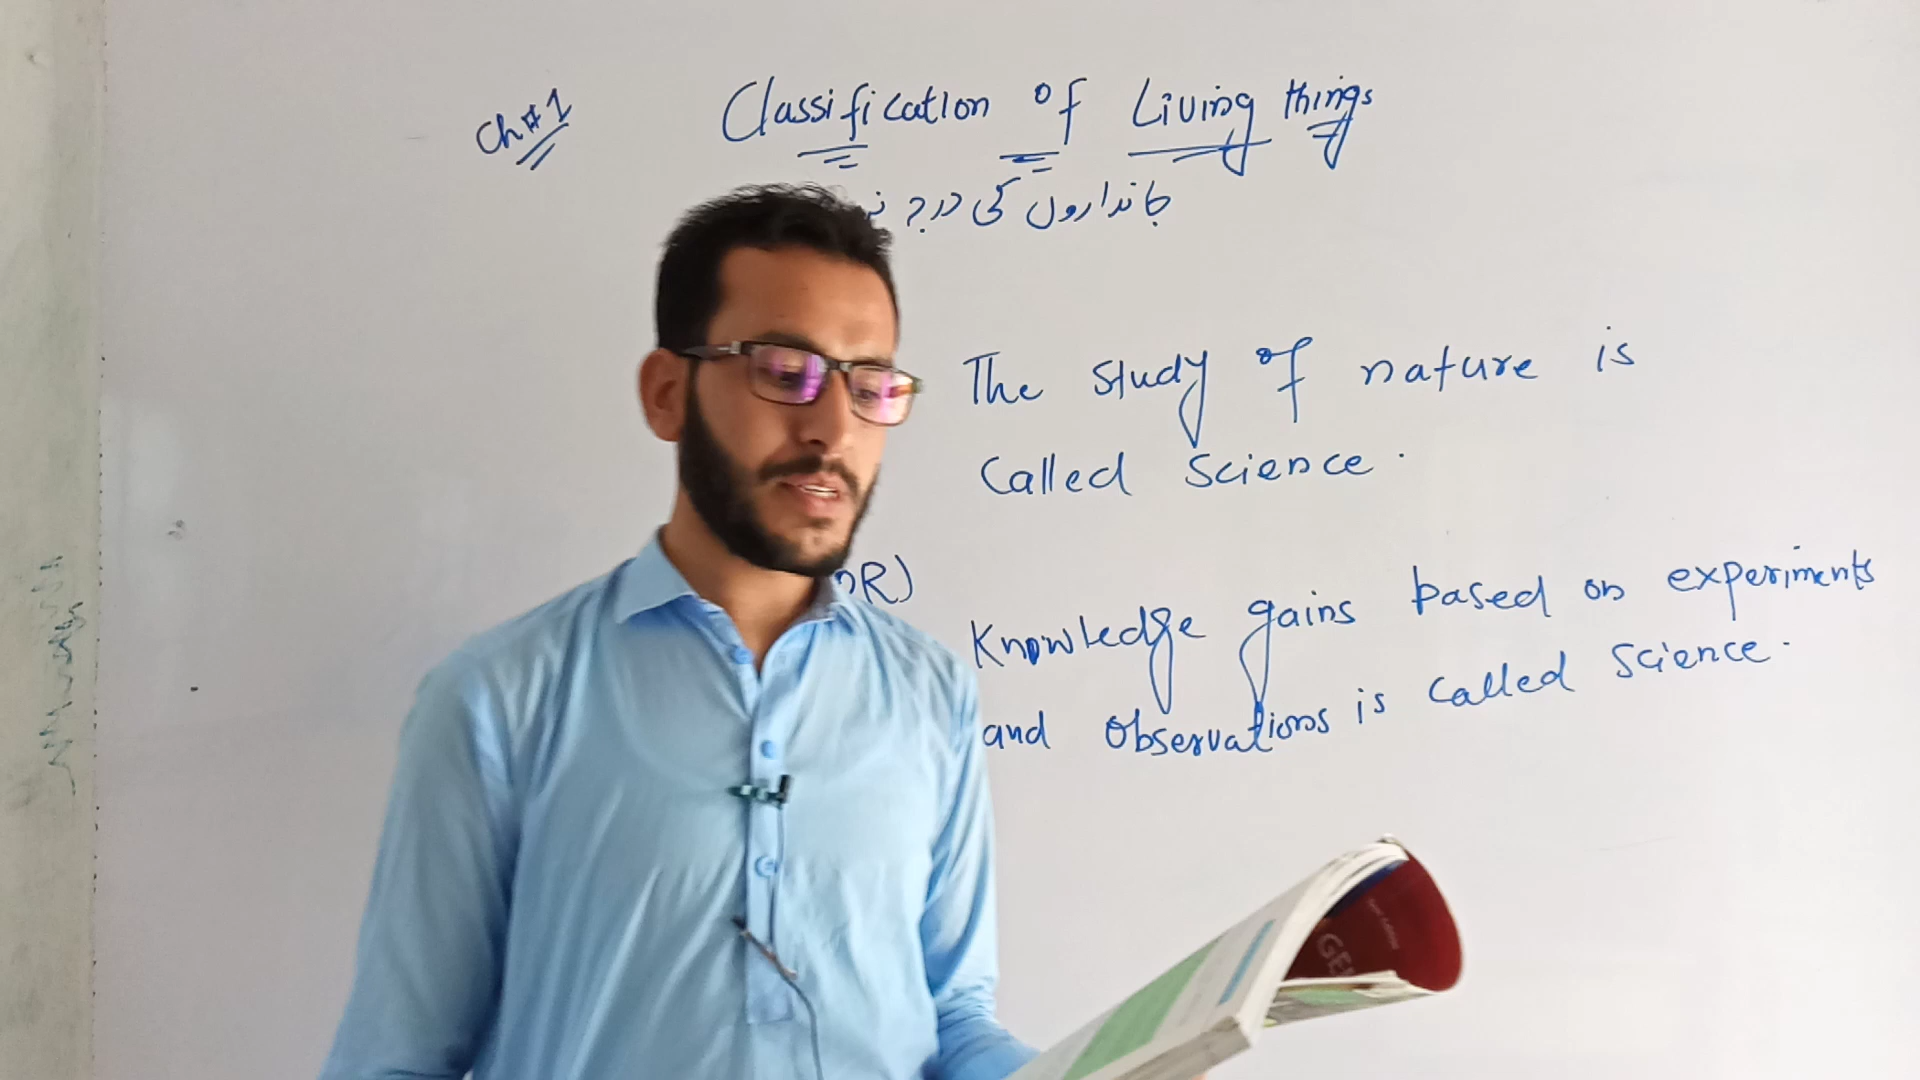 Ch#1
Classification of Living things
جانداروں کی درجہ
The study of nature is
Called Science.
OR)
Knowledge gains based on experiments
and Observations is Called Science.
GE